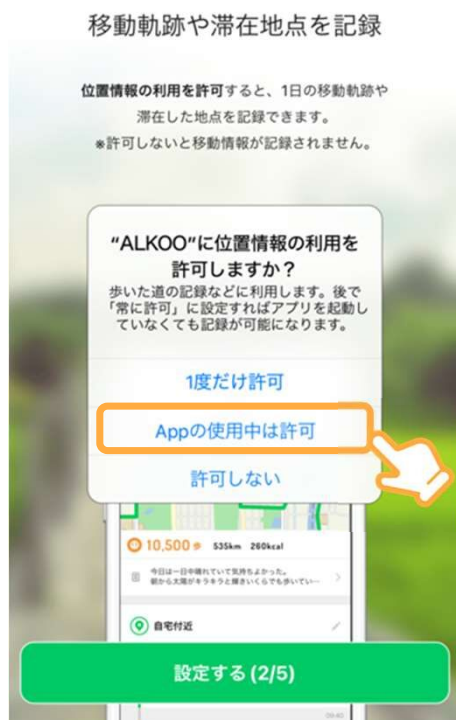 移動軌跡や滞在地点を記録
位置情報の利用を許可すると、1日の移動軌跡や
滞在した地点を記録できます。
※許可しないと移動情報が記録されません。
“ALKOO”に位置情報の利用を
許可しますか？
歩いた道の記録などに利用します。後で
「常に許可」に設定すればアプリを起動し
ていなくても記録が可能になります。
1度だけ許可
Appの使用中は許可
許可しない
10,500歩 535km 260kcal
今日は一日中晴れていて気持ちよかった。
朝から太陽がキラキラと輝きいくらでも歩いてい…
自宅付近
設定する (2/5)
09:40